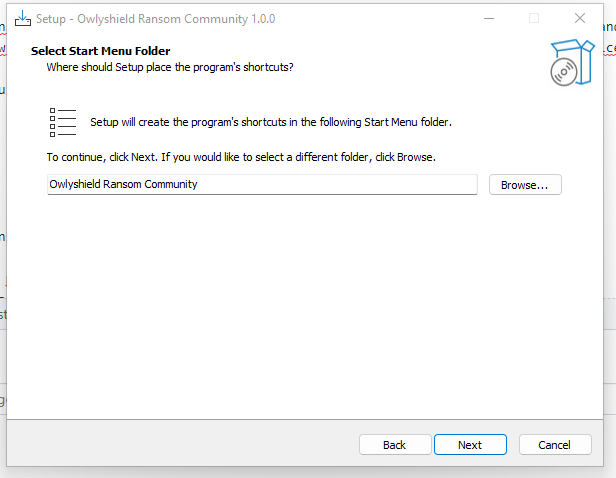 Setup - Owlyshield Ransom Community 1.0.0
Select Start Menu Folder
Where should Setup place the program's shortcuts?
Setup will create the program's shortcuts in the following Start Menu folder.
To continue, click Next. If you would like to select a different folder, click Browse.
Owlyshield Ransom Community
Browse...
Back
Next
Cancel